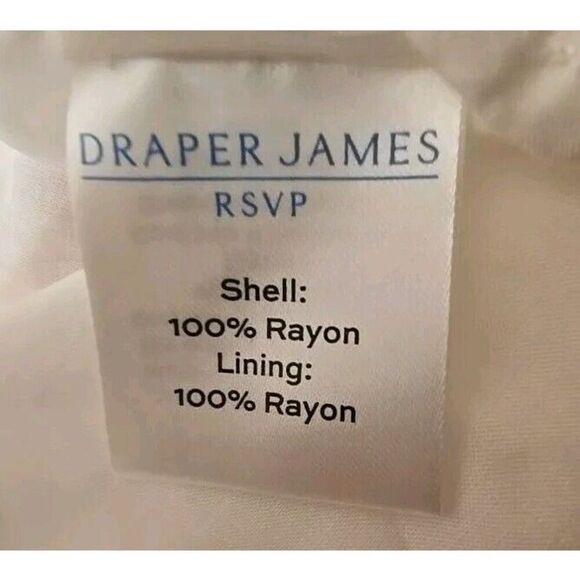 DRAPER JAMES
RSVP
Shell:
100% Rayon
Lining:
100% Rayon